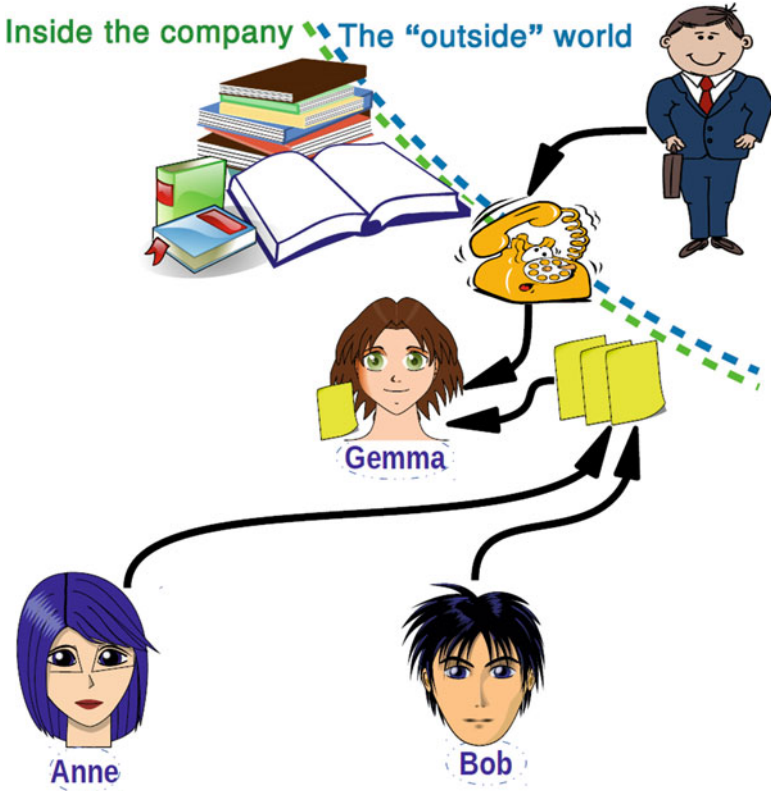 Inside the company
The “outside” world
Gemma
Anne
Bob